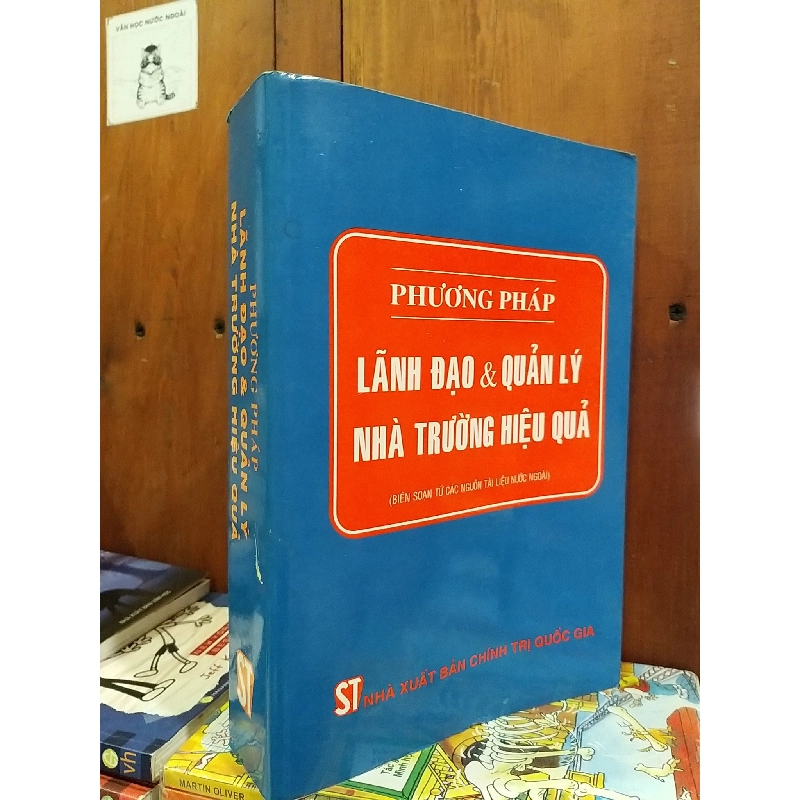 VĂN HỌC NƯỚC NGOÀI
PHƯƠNG PHÁP
LÃNH ĐẠO & QUẢN LÝ
NHÀ TRƯỜNG HIỆU QUẢ
PHƯƠNG PHÁP
LÃNH ĐẠO & QUẢN LÝ
NHÀ TRƯỜNG HIỆU QUẢ
(BIÊN SOẠN TỪ CÁC NGUỒN TÀI LIỆU NƯỚC NGOÀI)
ST NHÀ XUẤT BẢN CHÍNH TRỊ QUỐC GIA
ST
Jeff
vh
MARTIN OLIVER